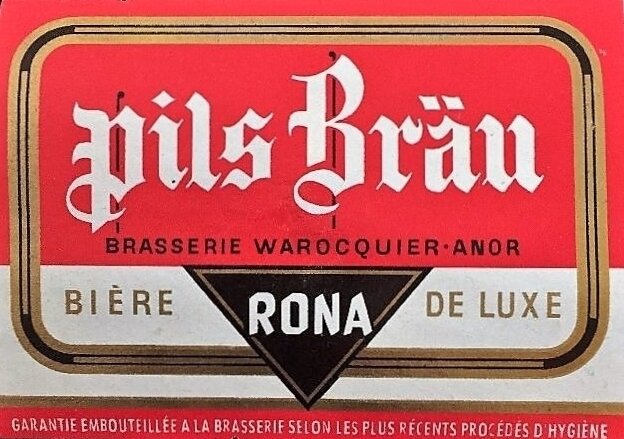 Pils Bräu
BRASSERIE WAROCQUIER·ANOR
BIÈRE RONA DE LUXE
GARANTIE EMBOUTEILLÉE A LA BRASSERIE SELON LES PLUS RÉCENTS PROCÉDÉS D'HYGIÈNE